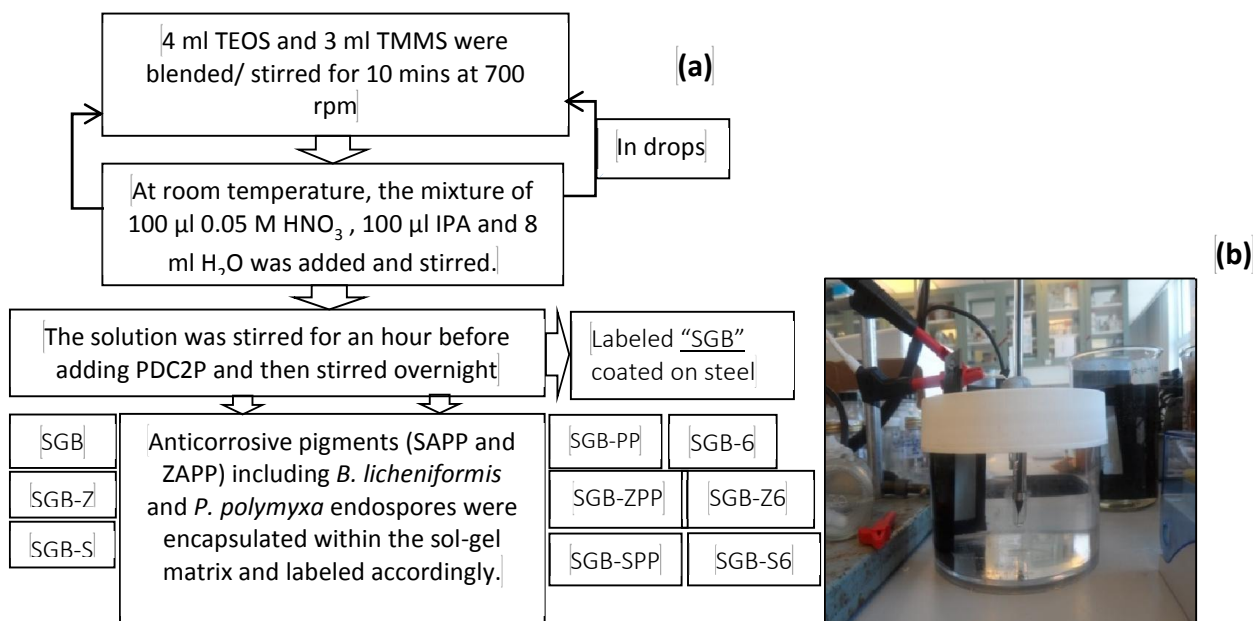 4 ml TEOS and 3 ml TMMS were
blended/ stirred for 10 mins at 700
rpm
(a)
In drops
At room temperature, the mixture of
100 µl 0.05 M HNO₃ , 100 µl IPA and 8
ml H₂O was added and stirred.
(b)
The solution was stirred for an hour before
adding PDC2P and then stirred overnight
Labeled "SGB"
coated on steel
SGB
SGB-Z
SGB-S
Anticorrosive pigments (SAPP and
ZAPP) including B. licheniformis
and P. polymyxa endospores were
encapsulated within the sol-gel
matrix and labeled accordingly.
SGB-PP
SGB-6
SGB-ZPP
SGB-Z6
SGB-SPP
SGB-S6